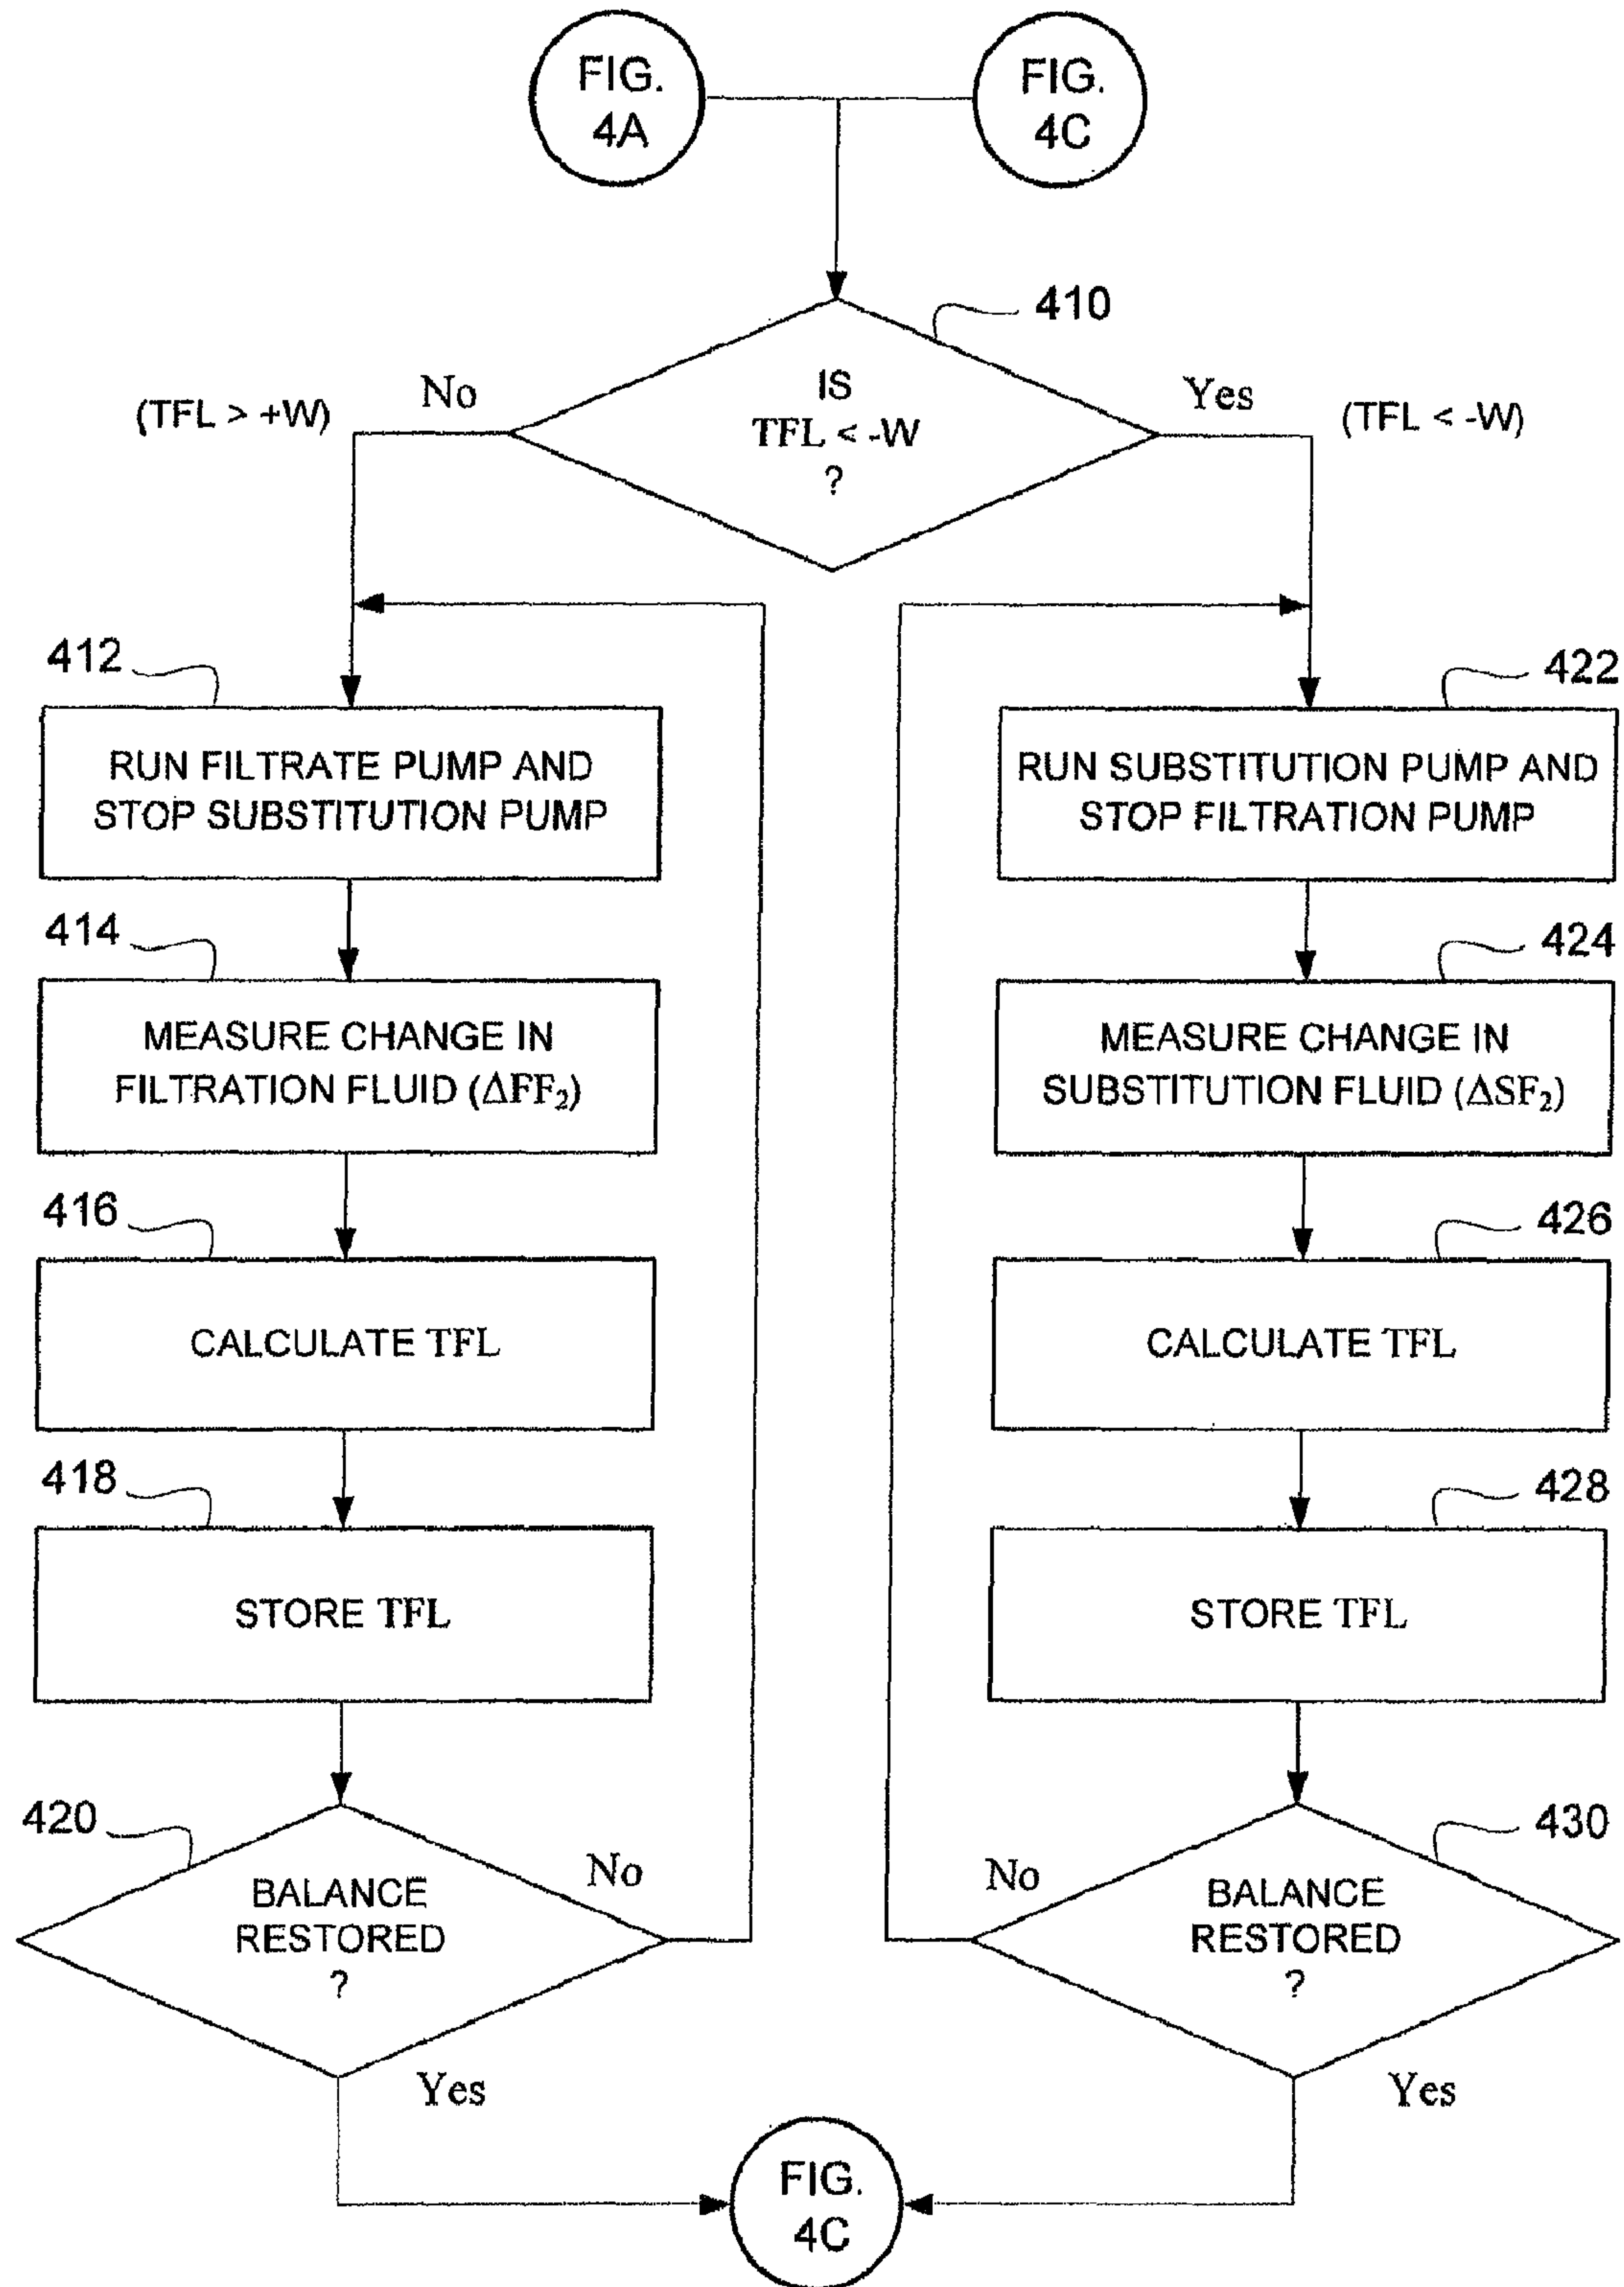 FIG.
4A
FIG.
4C
410
IS
TFL < -W
?
No
(TFL > +W)
Yes
(TFL < -W)
412
RUN FILTRATE PUMP AND
STOP SUBSTITUTION PUMP
414
MEASURE CHANGE IN
FILTRATION FLUID (ΔFF₂)
416
CALCULATE TFL
418
STORE TFL
420
BALANCE
RESTORED
?
No
Yes
422
RUN SUBSTITUTION PUMP AND
STOP FILTRATION PUMP
424
MEASURE CHANGE IN
SUBSTITUTION FLUID (ΔSF₂)
426
CALCULATE TFL
428
STORE TFL
430
BALANCE
RESTORED
?
No
Yes
FIG.
4C